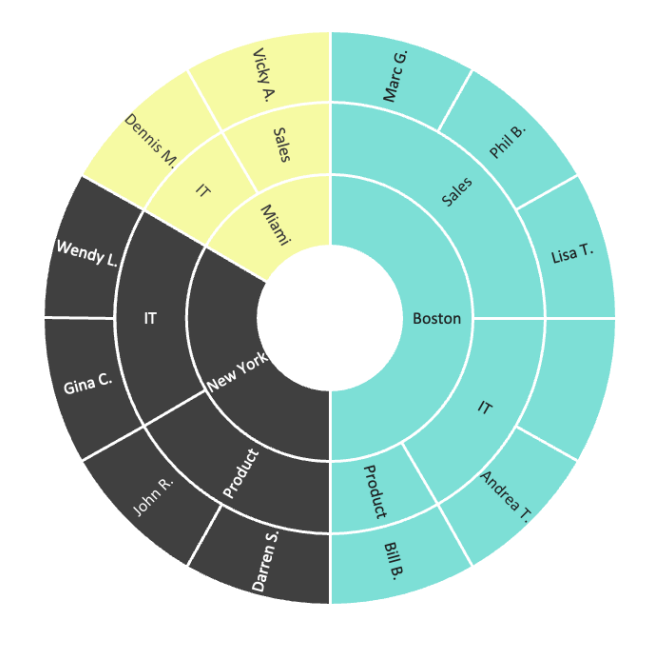 Marc G.
Phil B.
Lisa T.
Andrea T.
Bill B.
Darren S.
John R.
Gina C.
Wendy L.
Dennis M.
Vicky A.
Sales
IT
Product
Product
IT
IT
Sales
Boston
New York
Miami